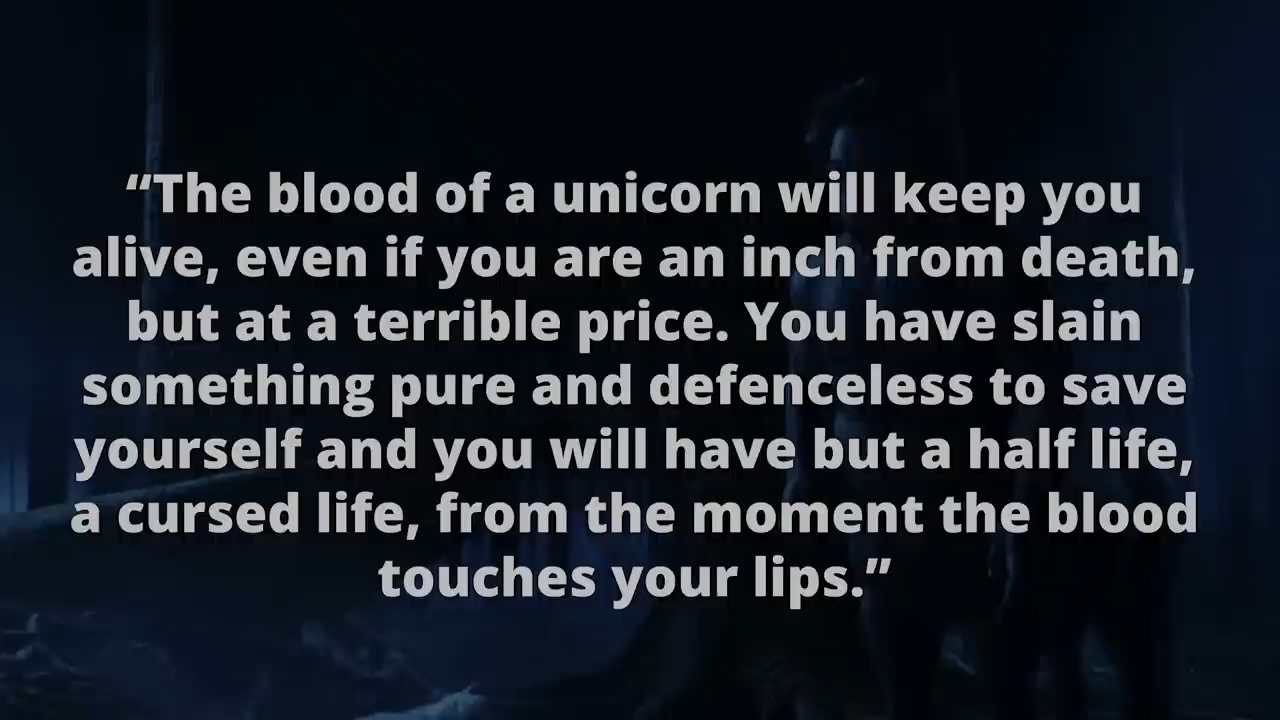 “The blood of a unicorn will keep you
alive, even if you are an inch from death,
but at a terrible price. You have slain
something pure and defenceless to save
yourself and you will have but a half life,
a cursed life, from the moment the blood
touches your lips.”